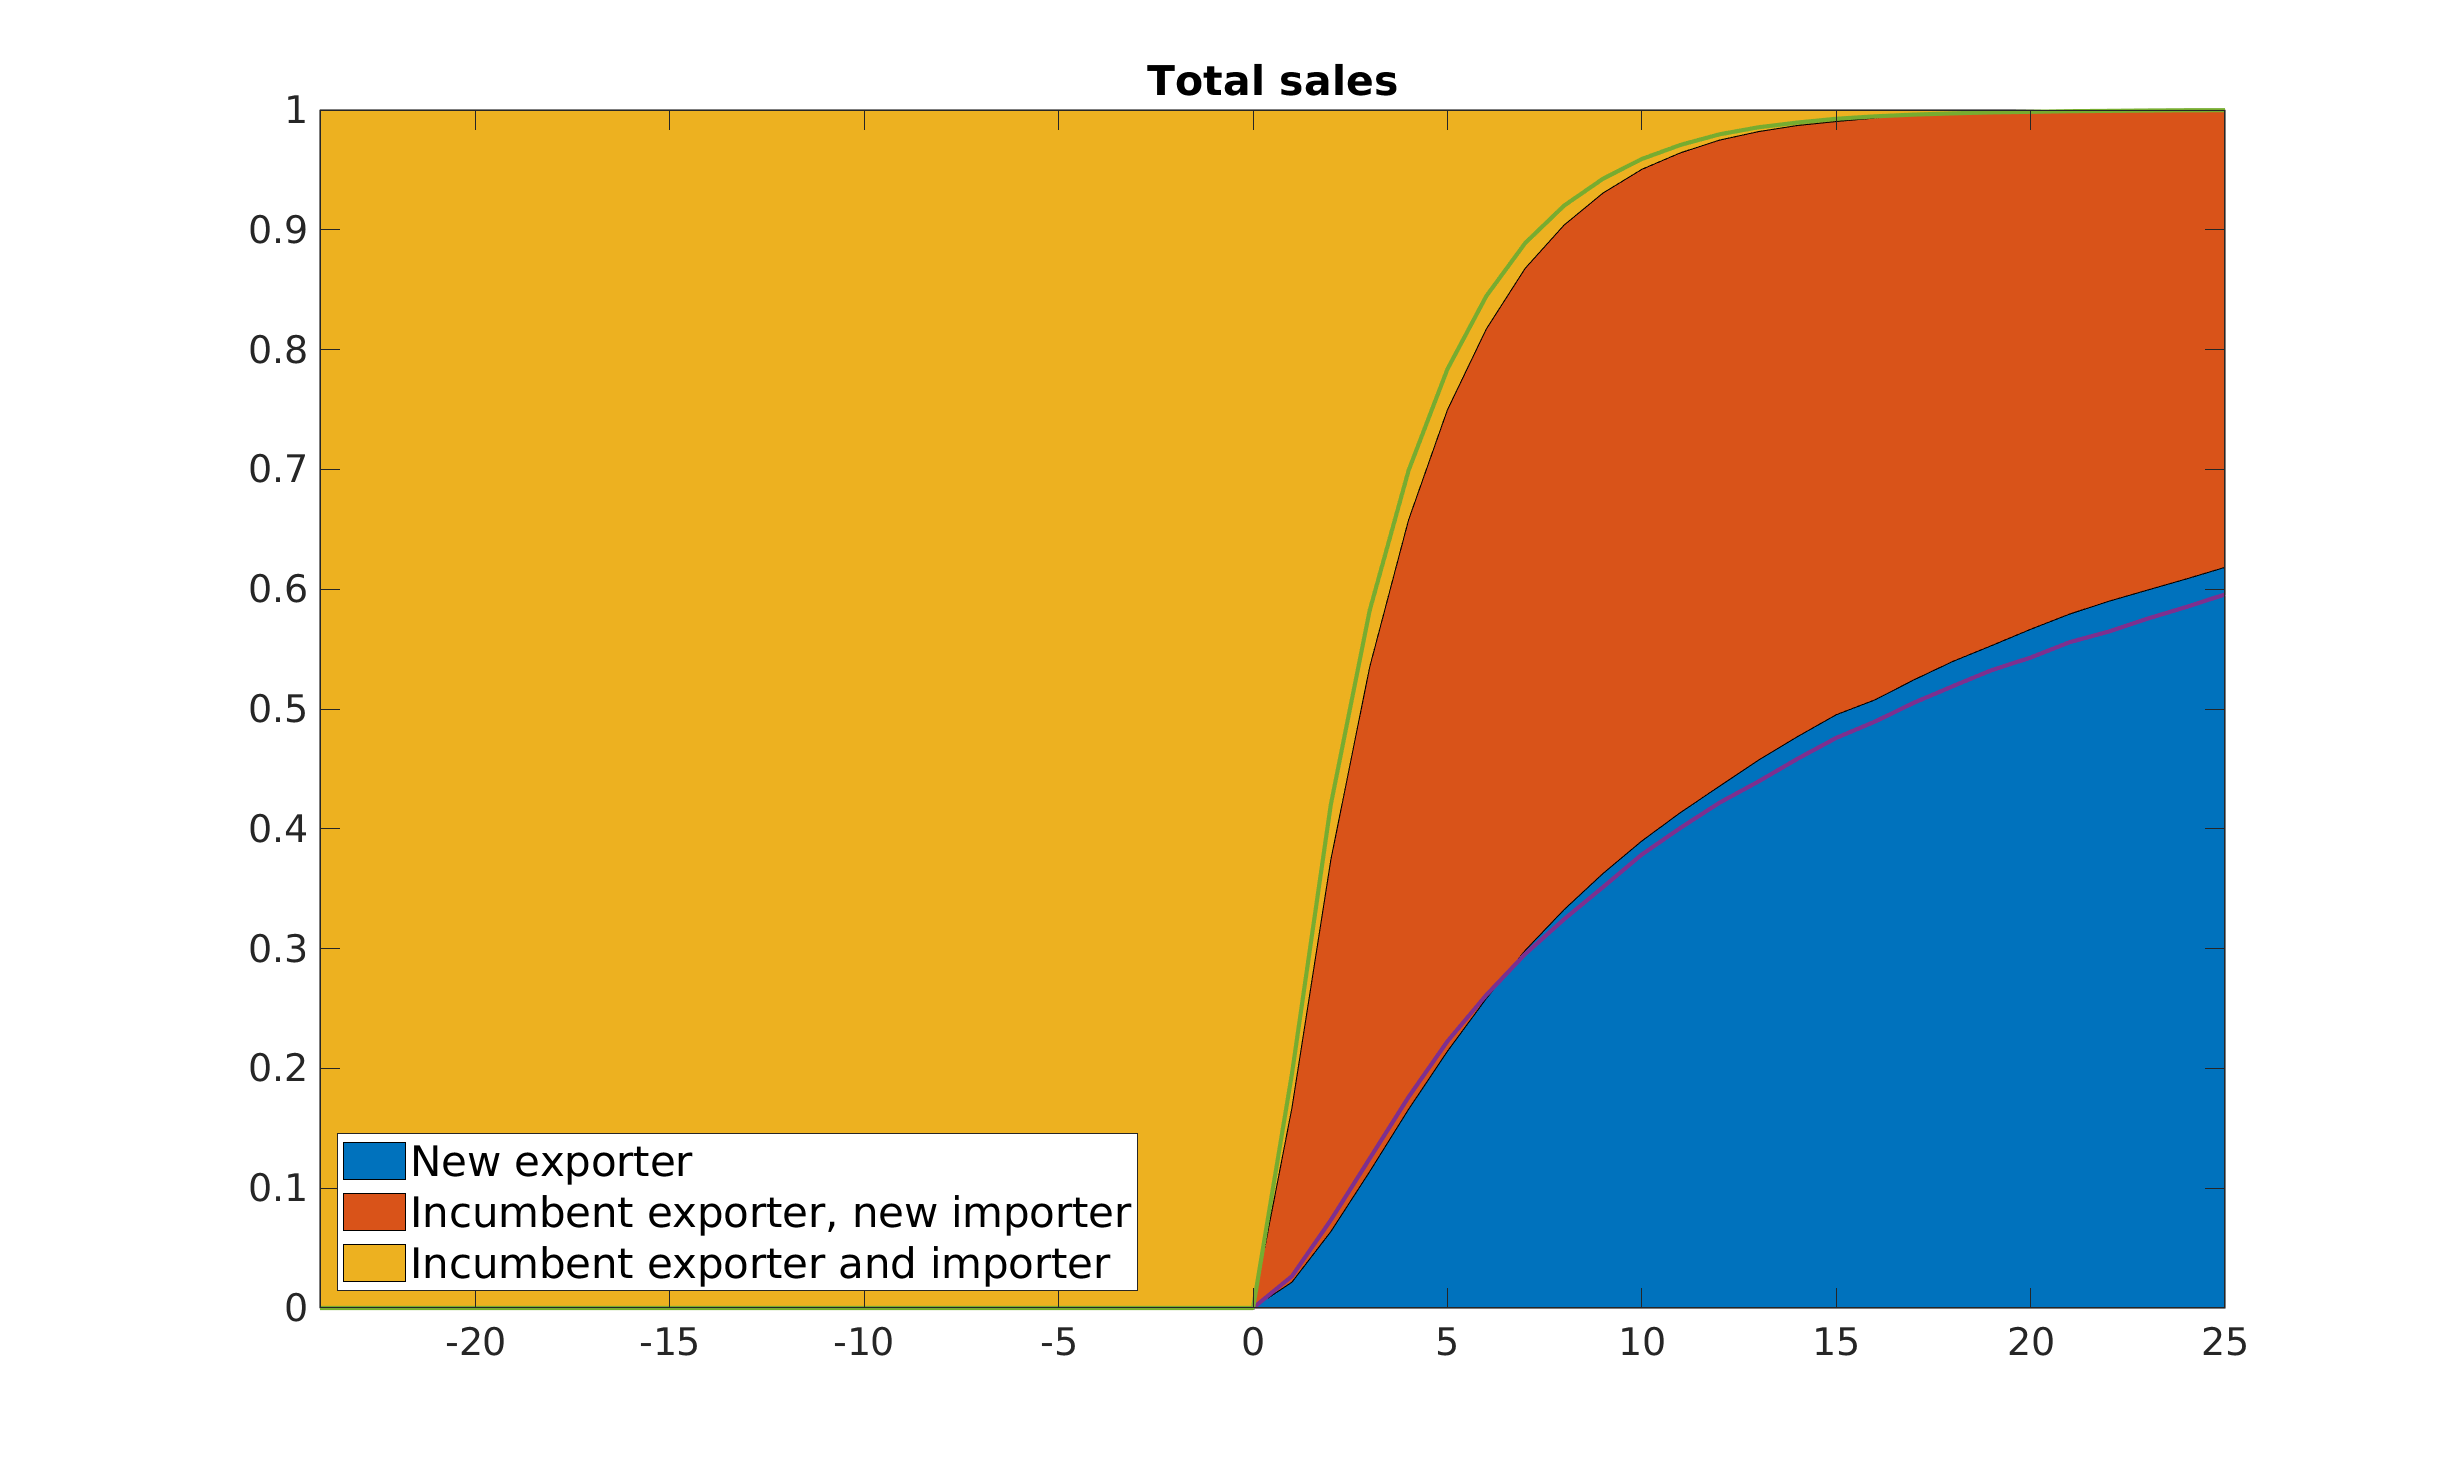 Total sales
1
0.9
0.8
0.7
0.6
0.5
0.4
0.3
0.2
0.1
0
New exporter
Incumbent exporter, new importer
Incumbent exporter and importer
-20 -15 -10 -5 0 5 10 15 20 25